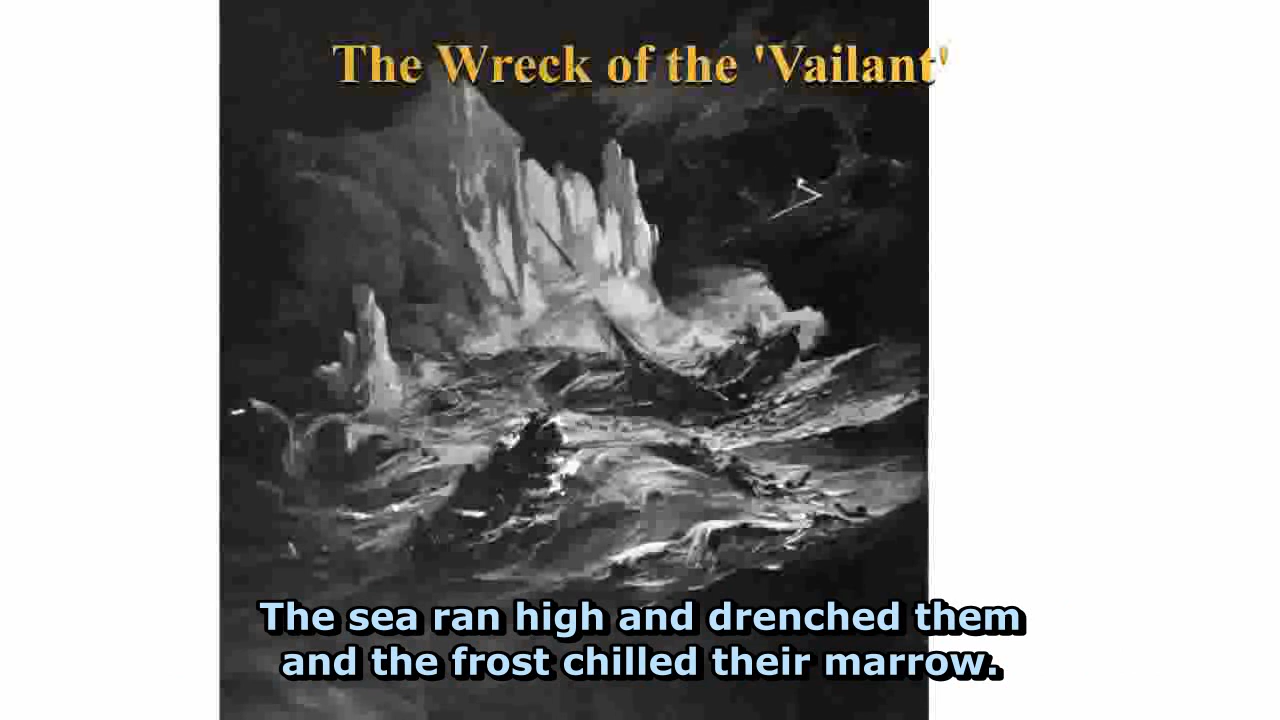 The Wreck of the 'Vailant'
The sea ran high and drenched them
and the frost chilled their marrow.